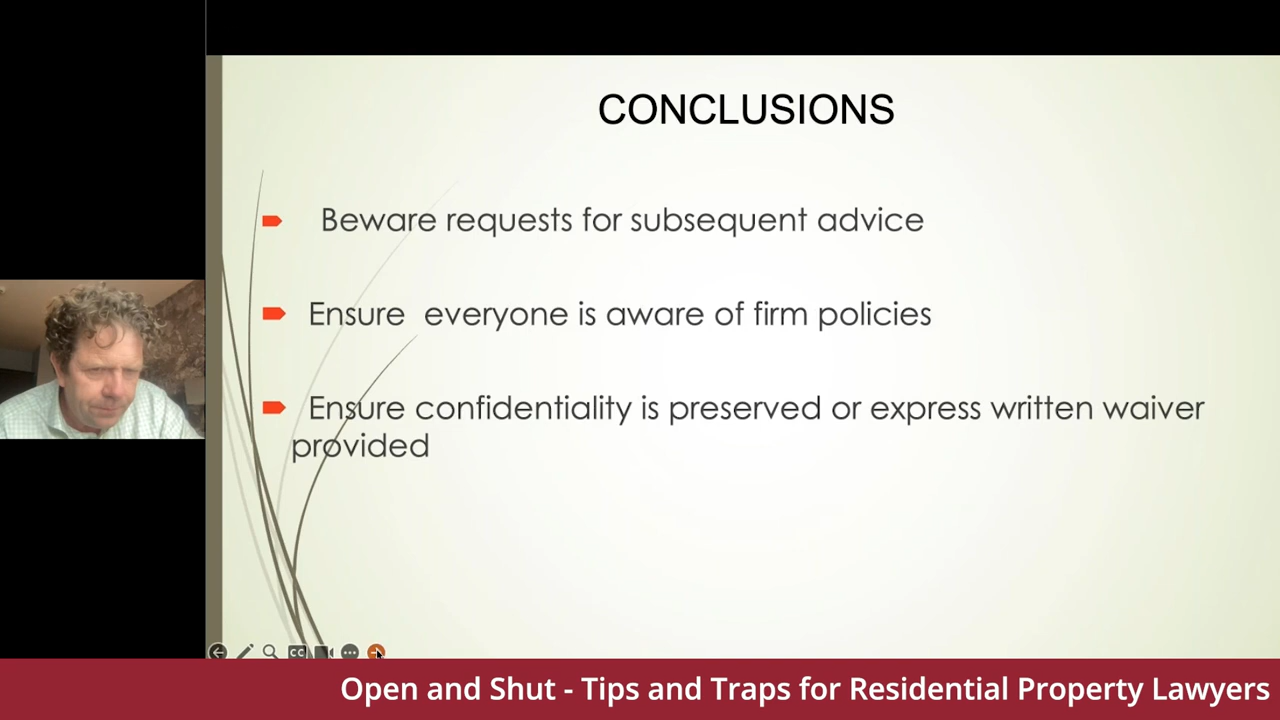 CONCLUSIONS
Beware requests for subsequent advice
Ensure everyone is aware of firm policies
Ensure confidentiality is preserved or express written waiver
provided
CC
Open and Shut - Tips and Traps for Residential Property Lawyers